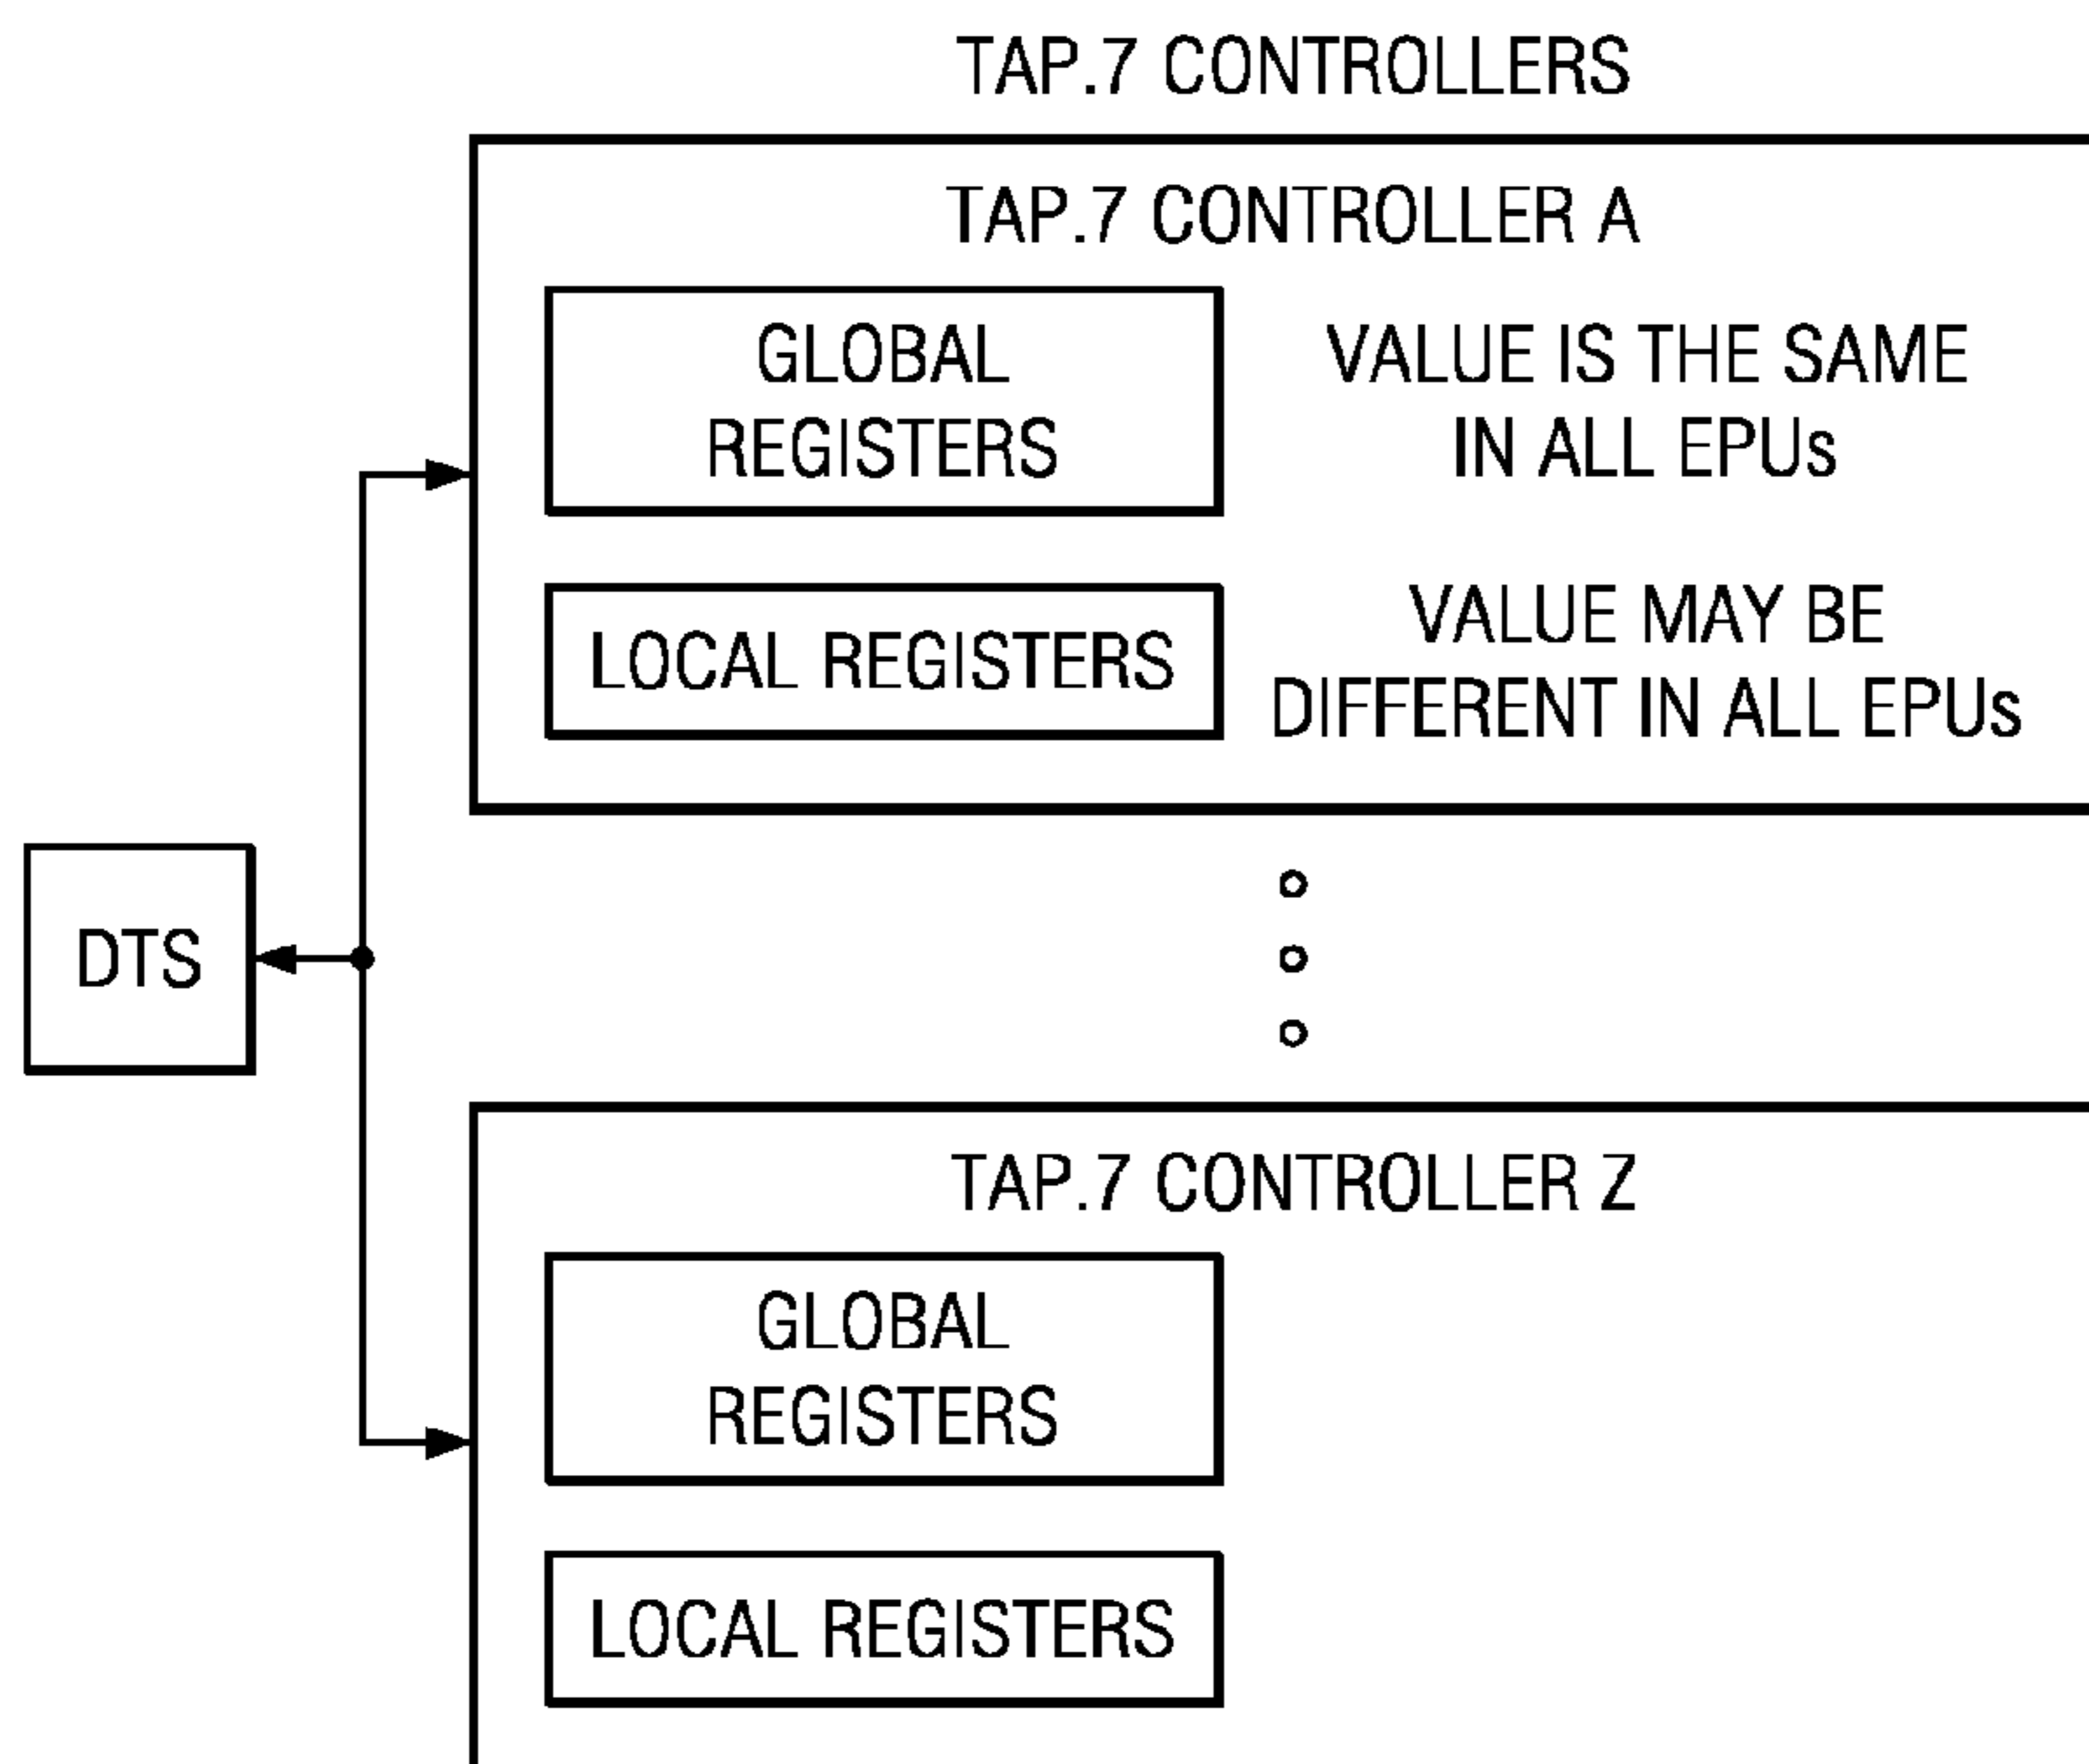 TAP.7 CONTROLLERS
TAP.7 CONTROLLER A
GLOBAL
REGISTERS
VALUE IS THE SAME
IN ALL EPUs
LOCAL REGISTERS
VALUE MAY BE
DIFFERENT IN ALL EPUs
DTS
TAP.7 CONTROLLER Z
GLOBAL
REGISTERS
LOCAL REGISTERS